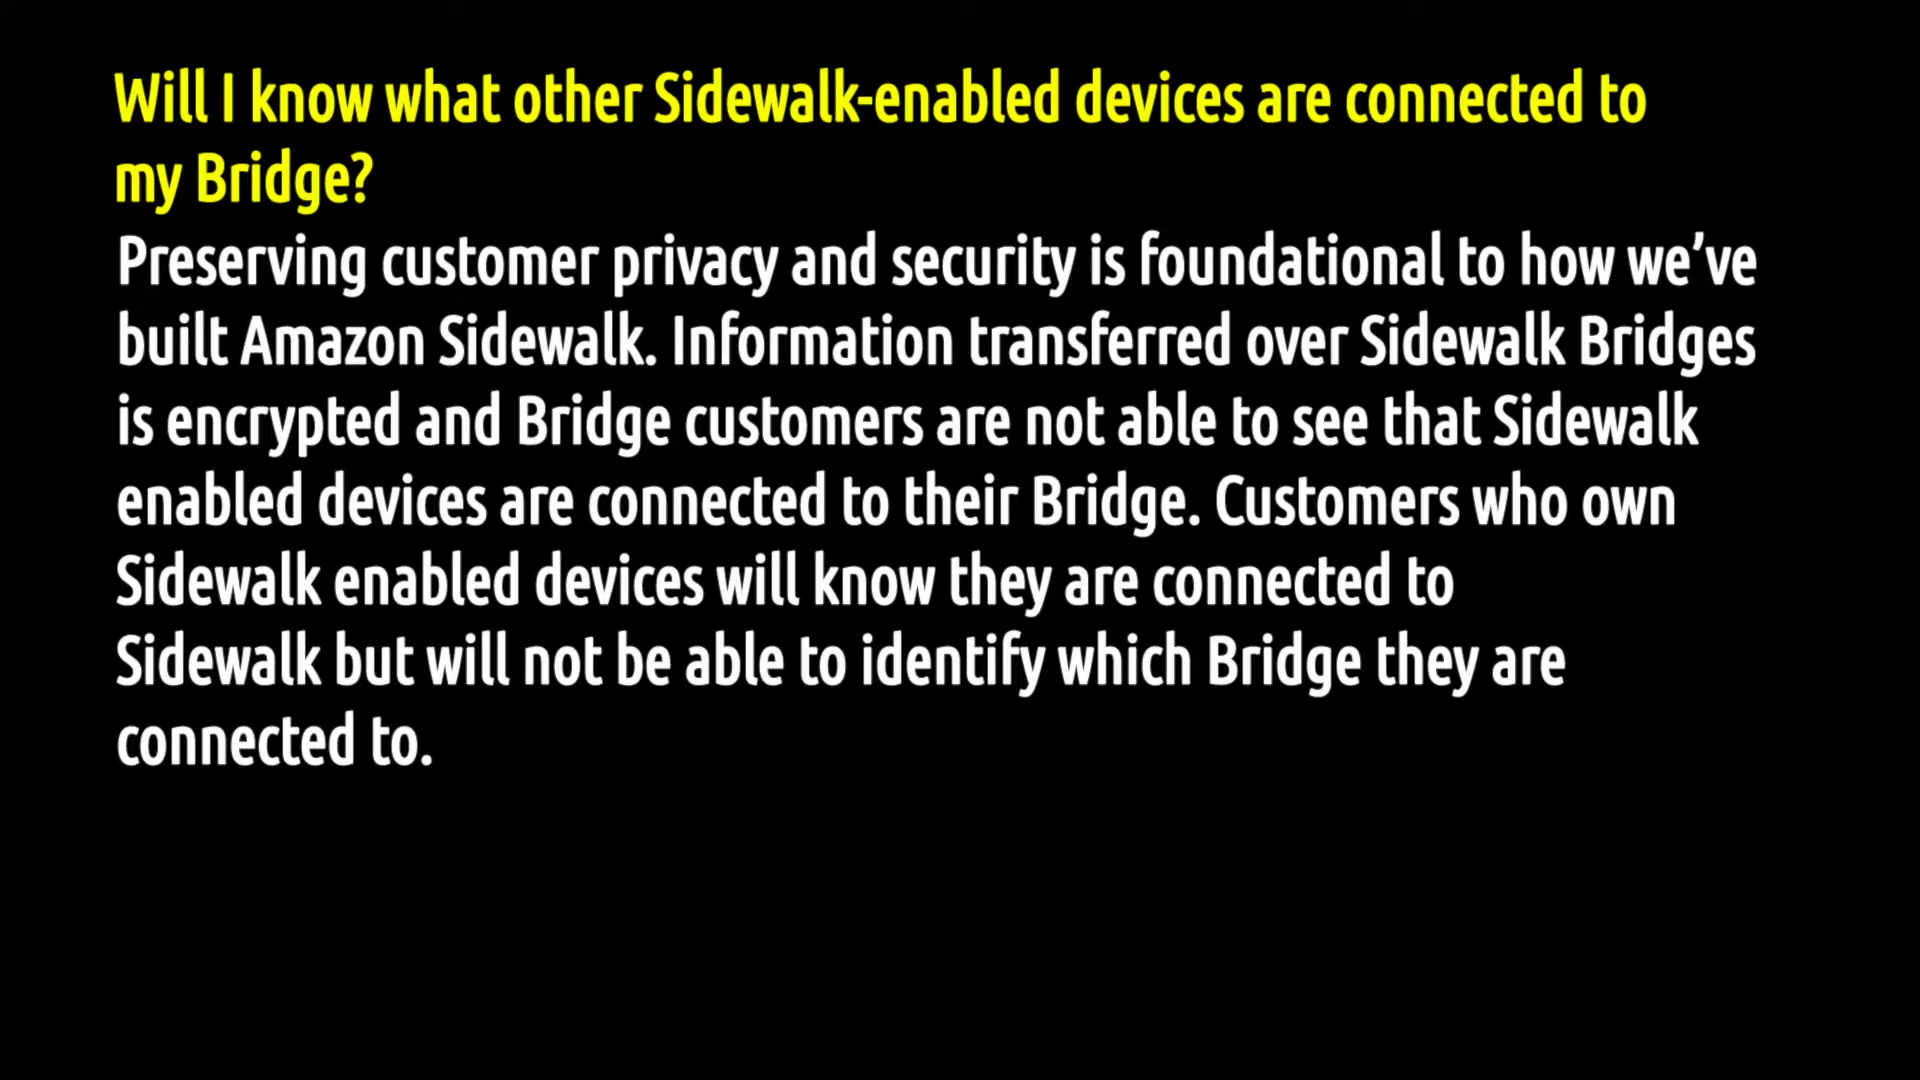 Will I know what other Sidewalk-enabled devices are connected to
my Bridge?
Preserving customer privacy and security is foundational to how we’ve
built Amazon Sidewalk. Information transferred over Sidewalk Bridges
is encrypted and Bridge customers are not able to see that Sidewalk
enabled devices are connected to their Bridge. Customers who own
Sidewalk enabled devices will know they are connected to
Sidewalk but will not be able to identify which Bridge they are
connected to.